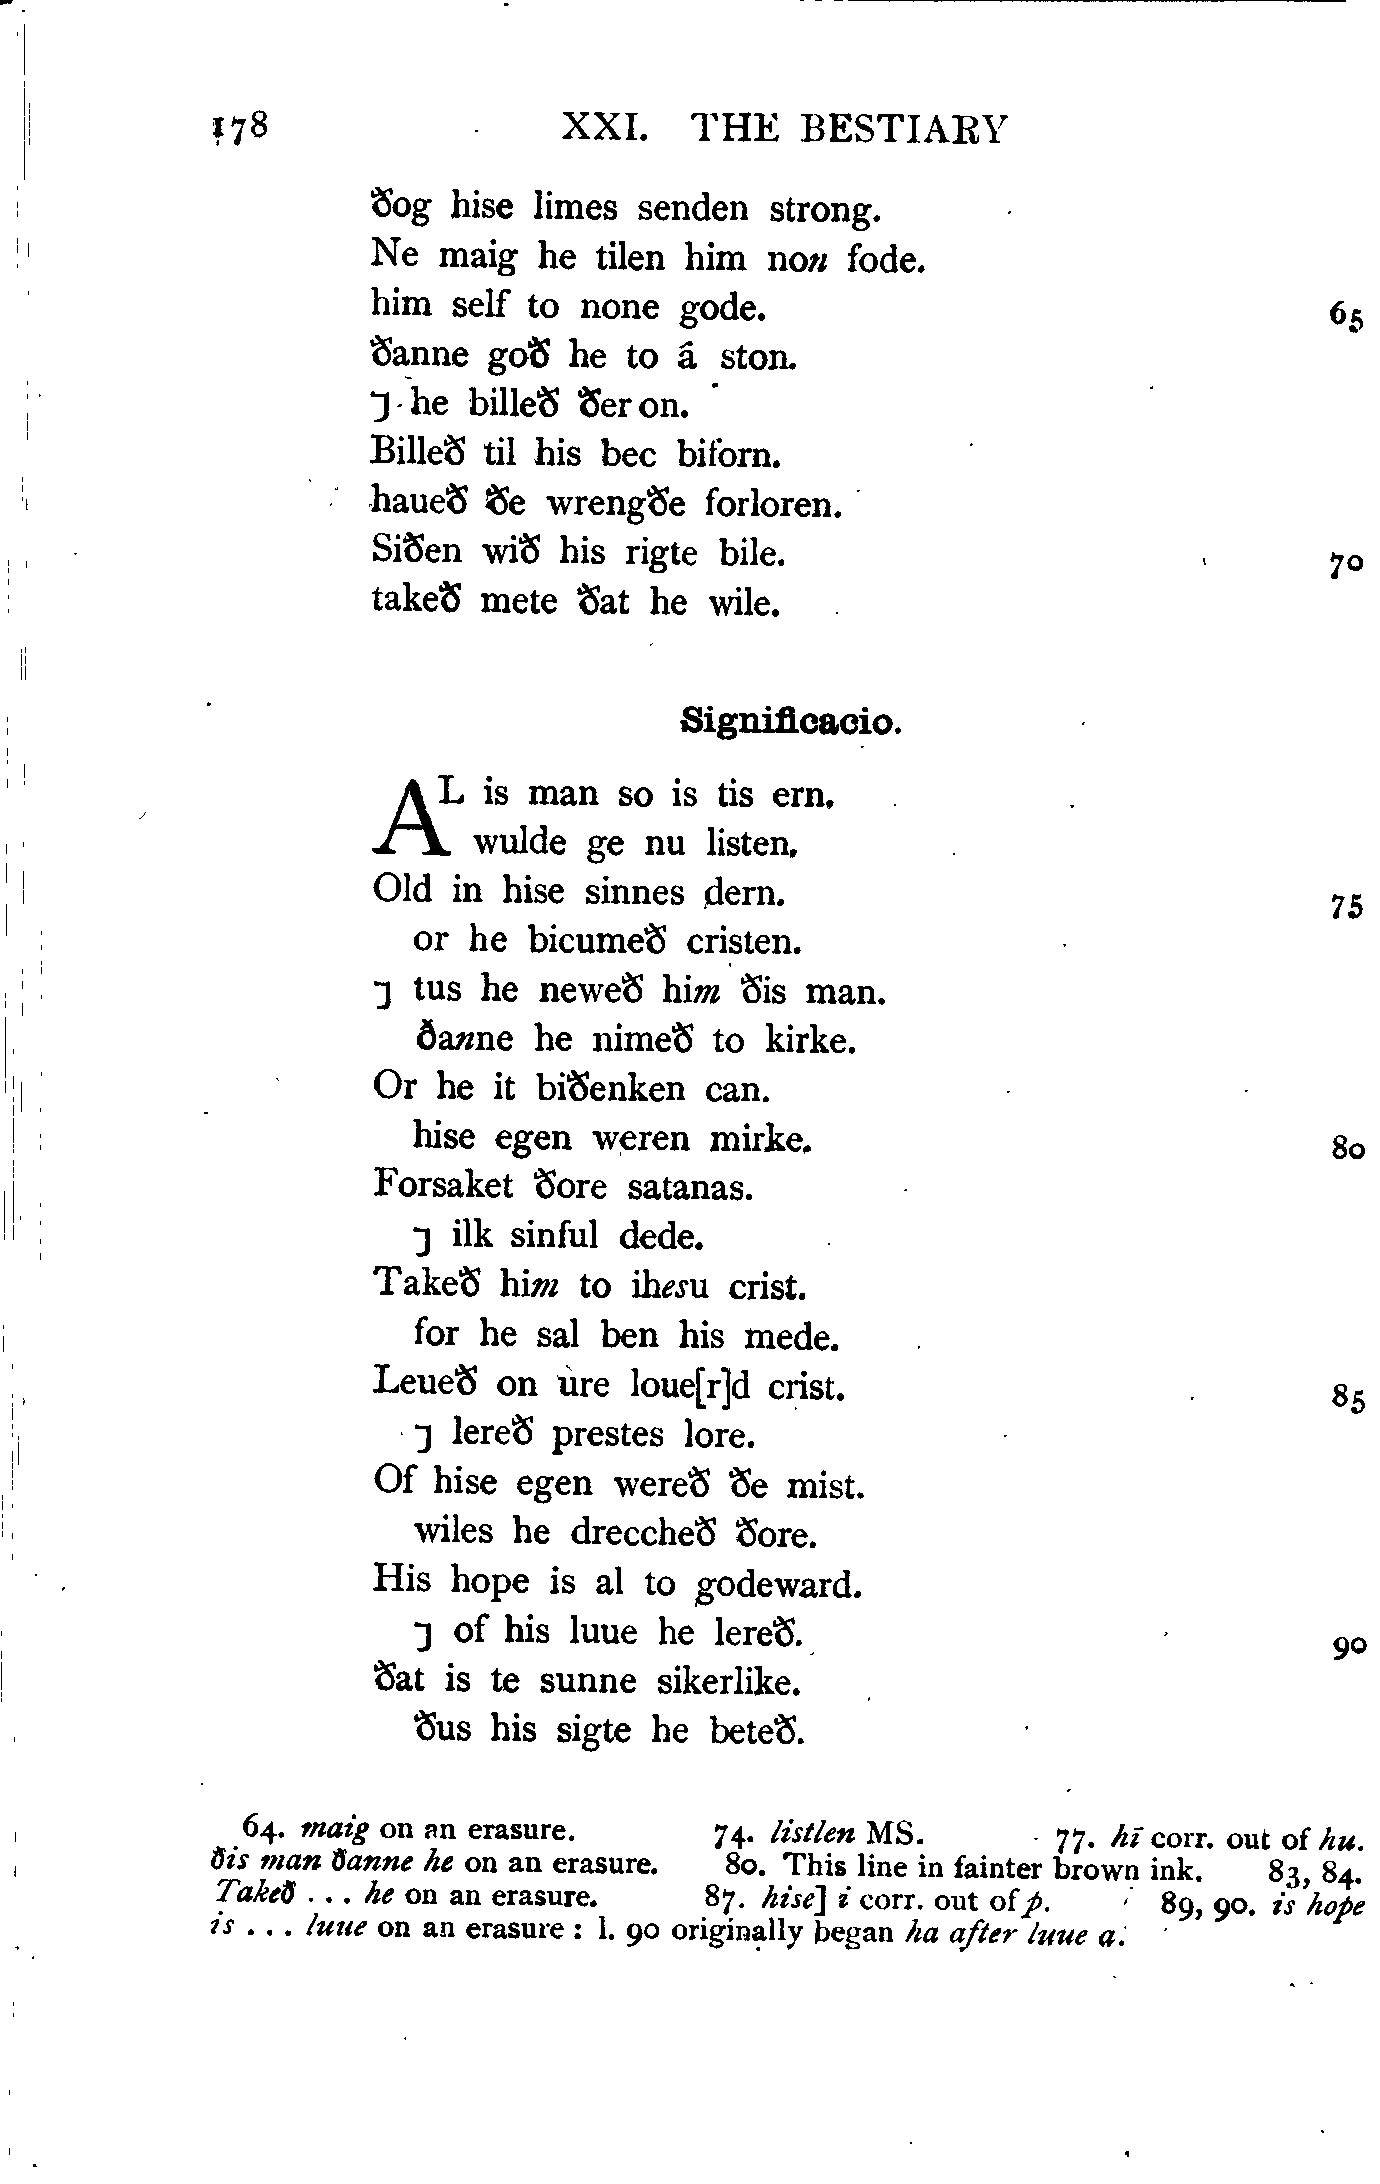 178 XXI. THE BESTIARY
ðog hise limes senden strong.
Ne maig he tilen him non fode.
him self to none gode.
65
ðanne goð he to â ston.
⁊ he billeð ðer on.
Billeð til his bec biforn.
haueð ðe wrengðe forloren.
Siðen wið his rigte bile.
70
takeð mete ðat he wile.
Significacio.
AL is man so is tis ern.
wulde ge nu listen.
Old in hise sinnes dern.
75
or he bicumeð cristen.
⁊ tus he neweð him ðis man.
ðanne he nimeð to kirke.
Or he it biðenken can.
hise egen weren mirke.
80
Forsaket ðore satanas.
⁊ ilk sinful dede.
Takeð him to ihesu crist.
for he sal ben his mede.
Leueð on ùre loue[r]d crist.
85
⁊ lereð prestes lore.
Of hise egen wereð ðe mist.
wiles he dreccheð ðore.
His hope is al to godeward.
⁊ of his luue he lereð.
90
ðat is te sunne sikerlike.
ðus his sigte he beteð.
64. maig on an erasure. 74. listlen MS. 77. hī corr. out of hu.
ðis man ðanne he on an erasure. 80. This line in fainter brown ink. 83, 84.
Takeð . . . he on an erasure. 87. hise] i corr. out of p. 89, 90. is hope
is . . . luue on an erasure : l. 90 originally began ha after luue a.